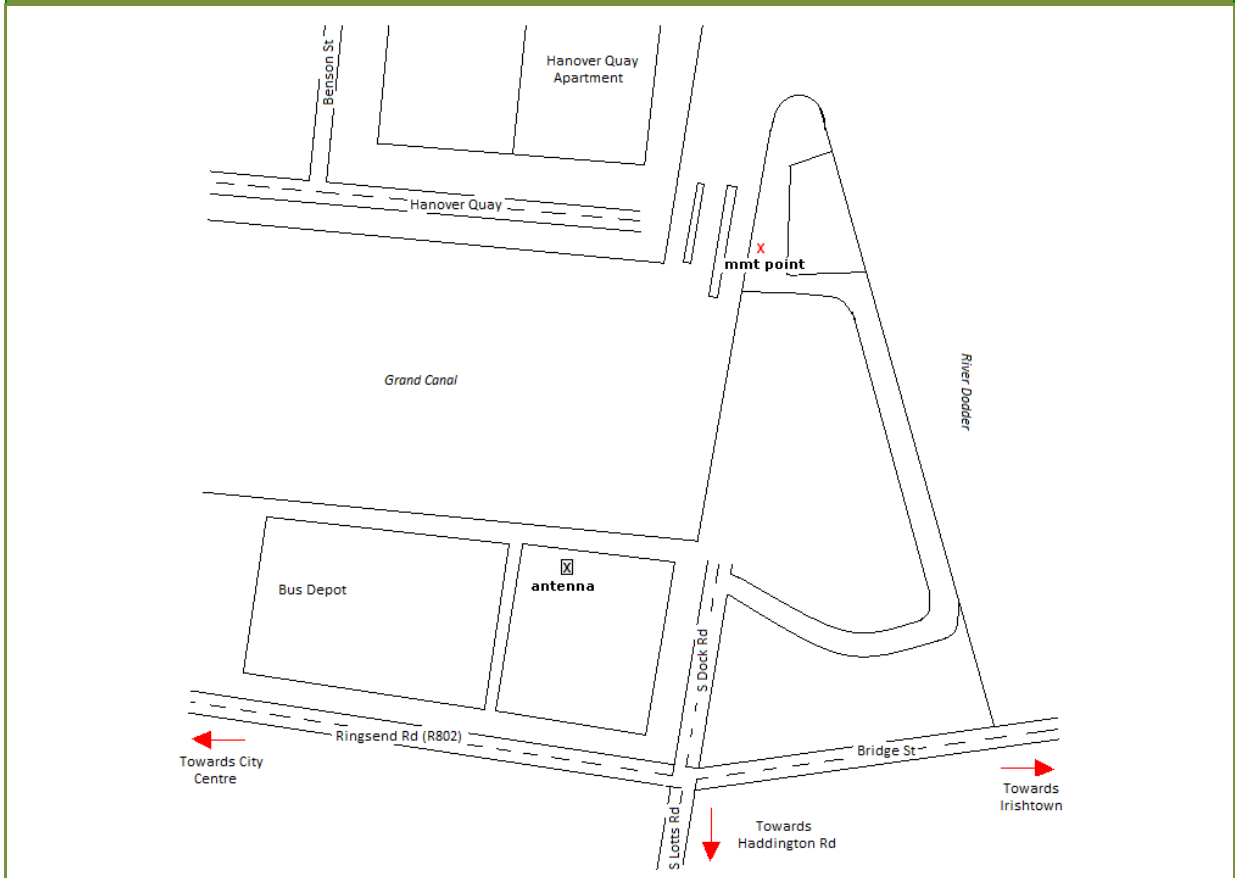 Benson St
Hanover Quay
Apartment
Hanover Quay
X
mmt point
Grand Canal
River Dodder
X
antenna
Bus Depot
S Dock Rd
Ringsend Rd (R802)
Bridge St
Towards City
Centre
Towards
Irishtown
S Lotts Rd
Towards
Haddington Rd